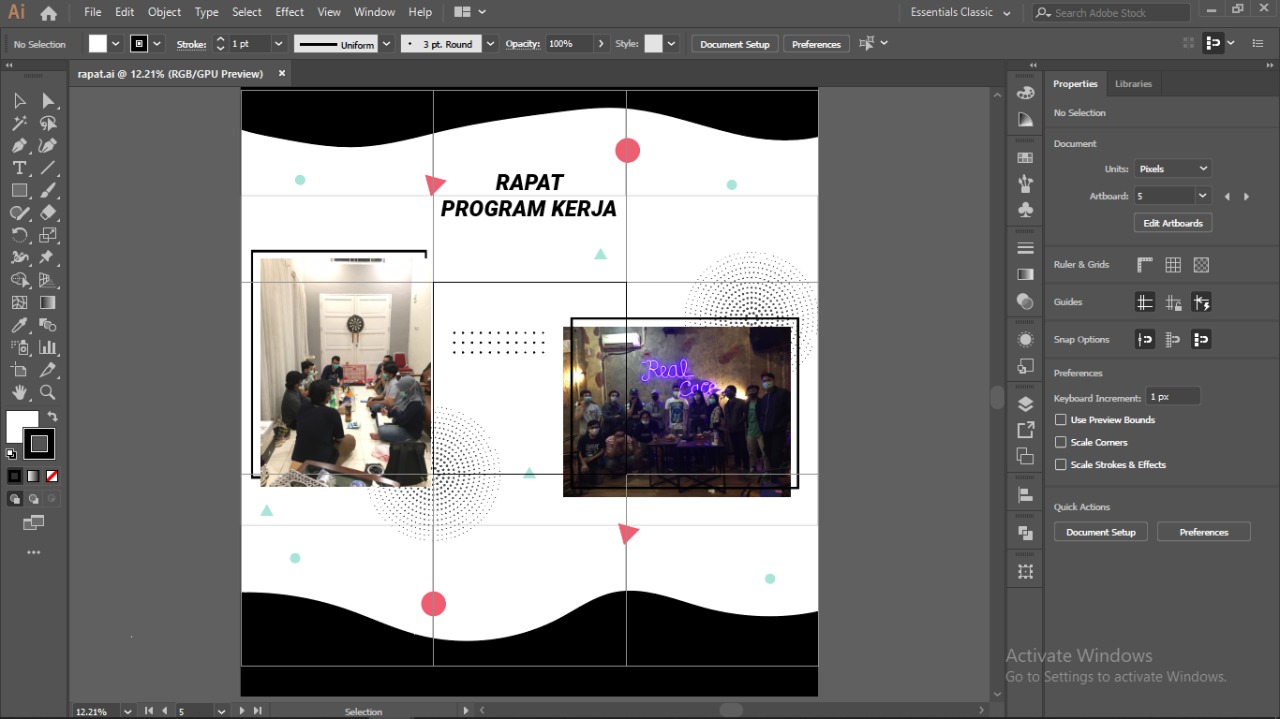 Ai File Edit Object Type Select Effect View Window Help Essentials Classic Search Adobe Stock
No Selection Stroke: 1 pt Uniform 3 pt. Round Opacity: 100% Style: Document Setup Preferences
rapat.ai @ 12.21% (RGB/GPU Preview)
Properties Libraries
No Selection
Document
Units: Pixels
Artboard: 5
Edit Artboards
Ruler & Grids
Guides
Snap Options
Preferences
Keyboard Increment: 1 px
Use Preview Bounds
Scale Corners
Scale Strokes & Effects
Quick Actions
Document Setup Preferences
RAPAT
PROGRAM KERJA
Real
Activate Windows
Go to Settings to activate Windows.
12.21% 5 Selection